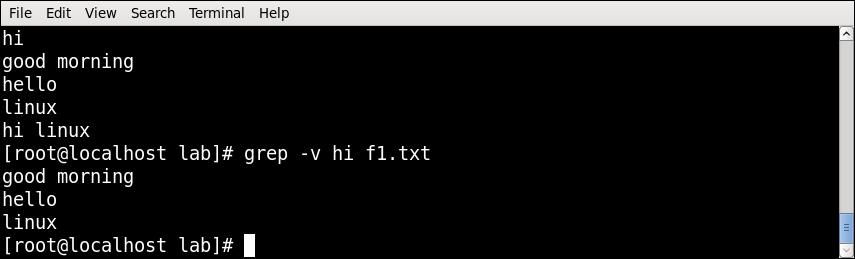 File Edit View Search Terminal Help
hi
good morning
hello
linux
hi linux
[root@localhost lab]# grep -v hi f1.txt
good morning
hello
linux
[root@localhost lab]#